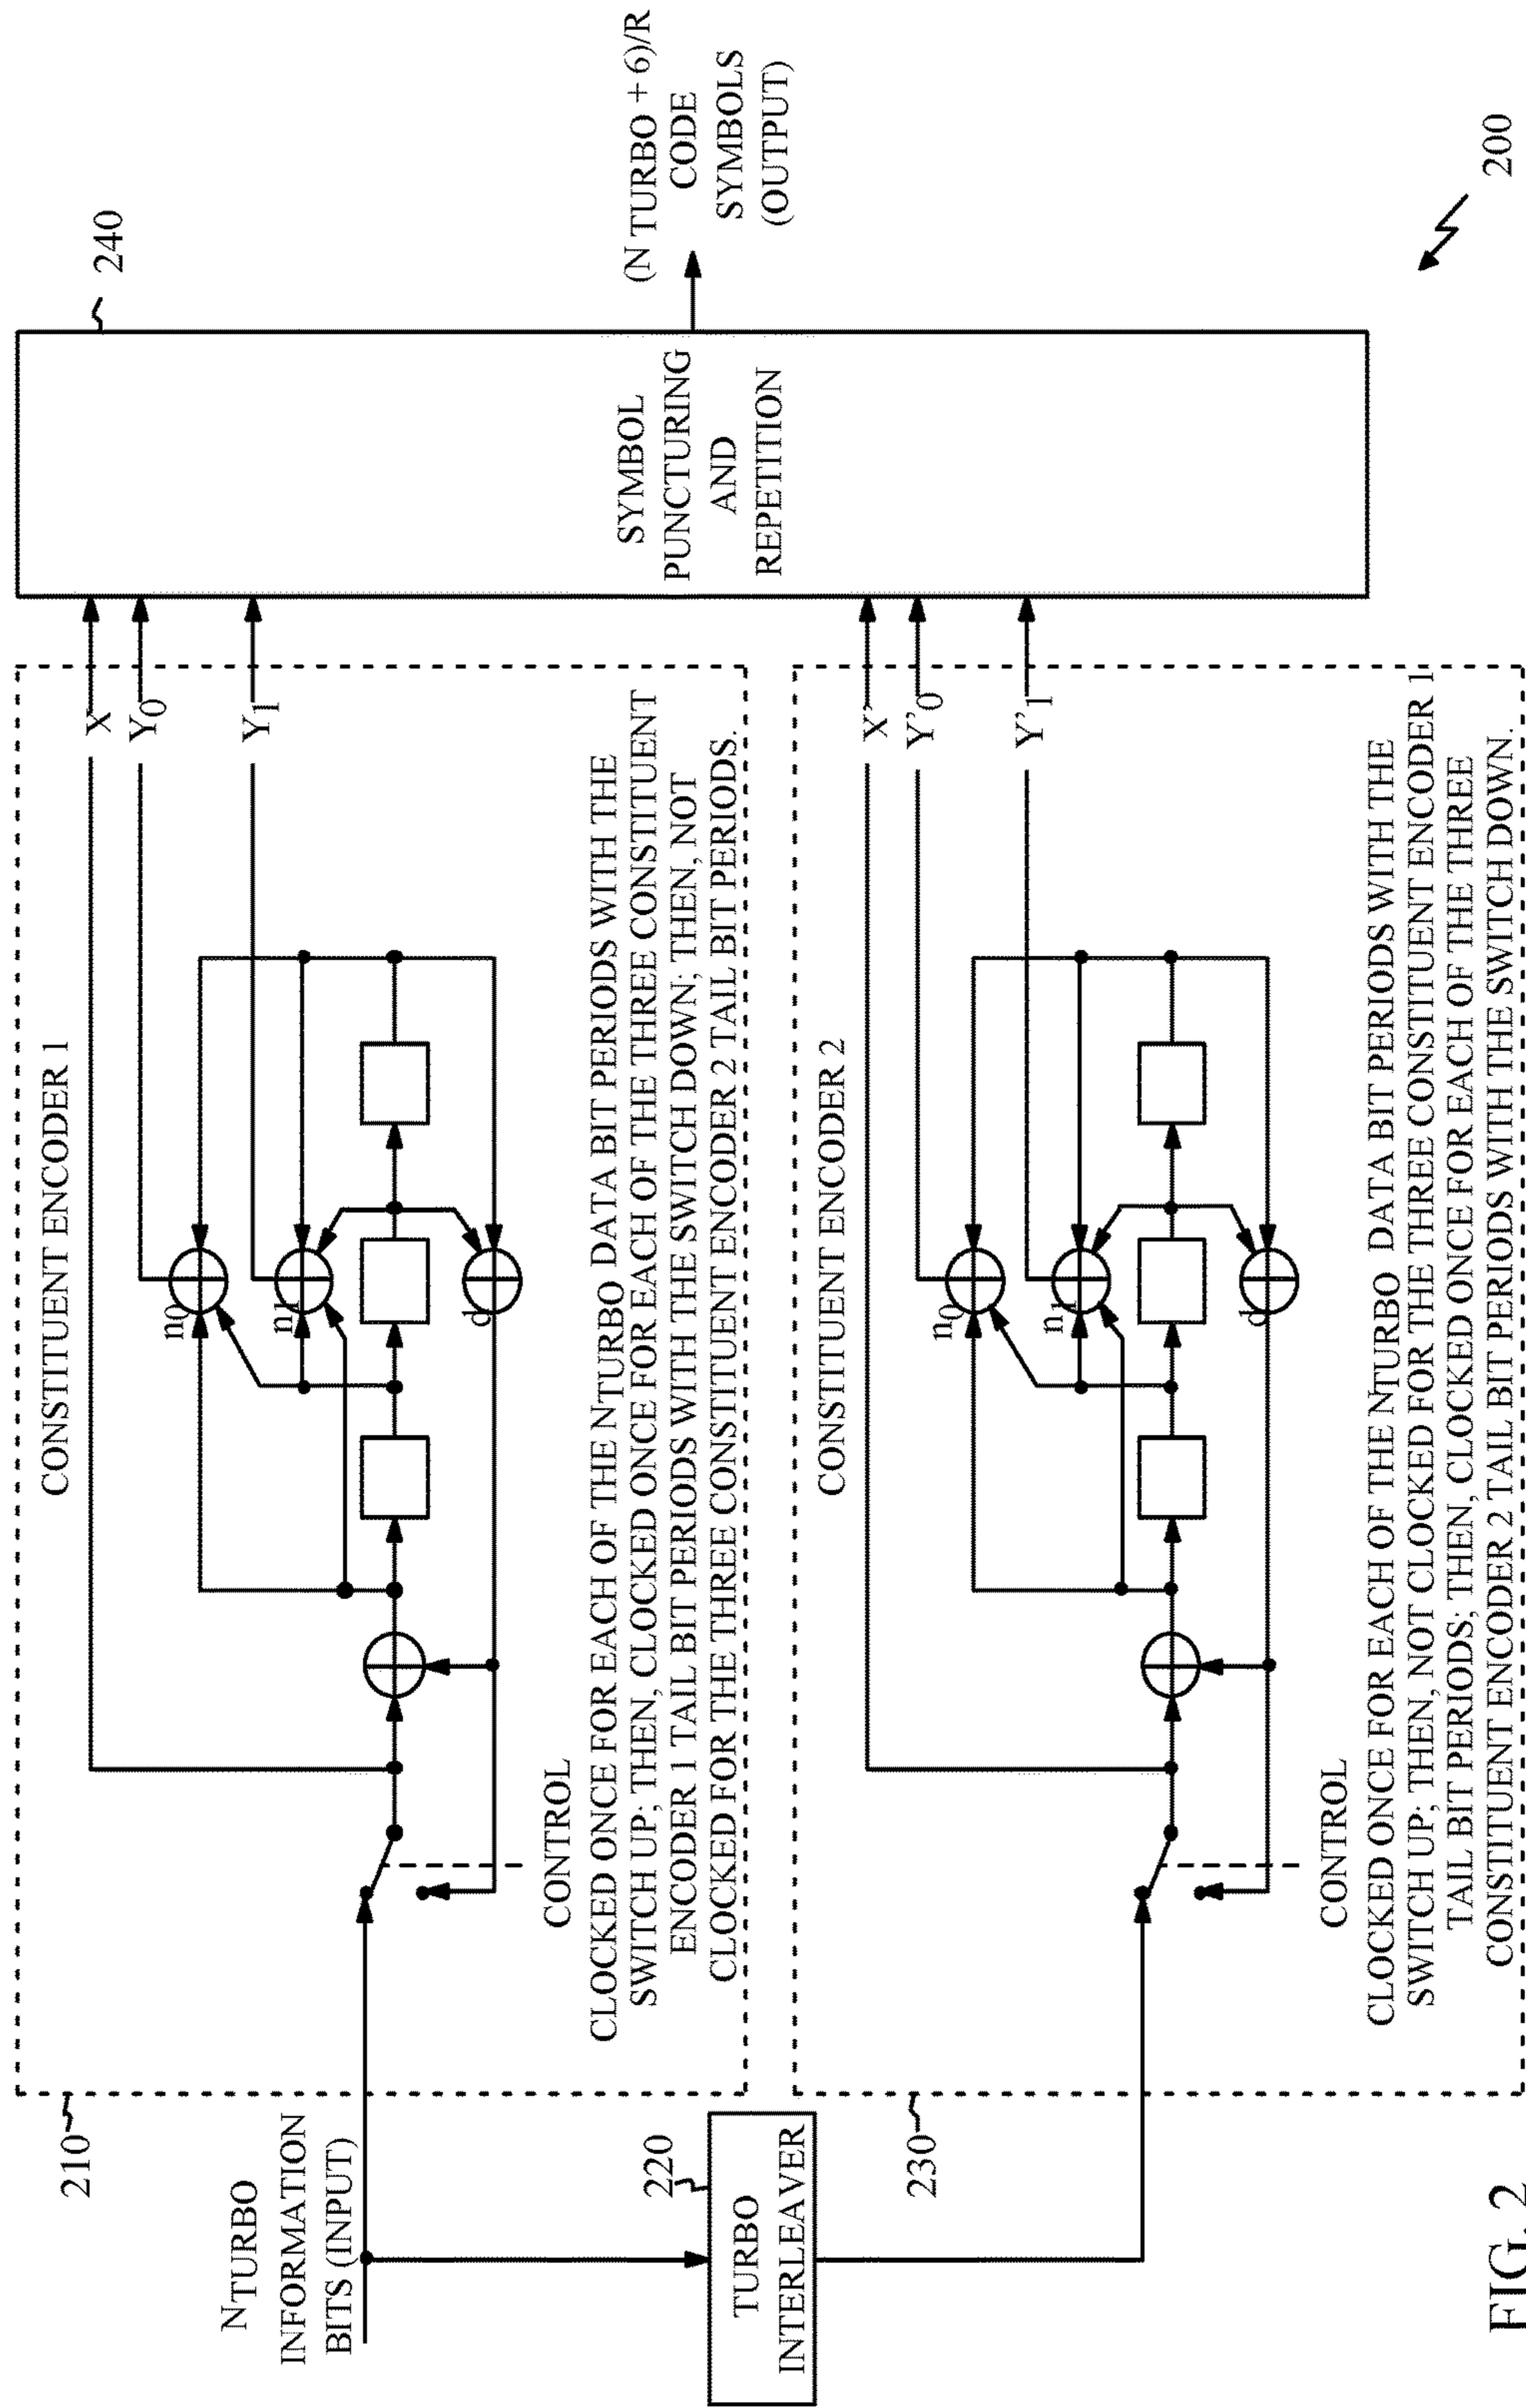 210
CONSTITUENT ENCODER 1
X
Y0
Y1
n0
n1
d
CONTROL
CLOCKED ONCE FOR EACH OF THE NTURBO DATA BIT PERIODS WITH THE
SWITCH UP; THEN, CLOCKED ONCE FOR EACH OF THE THREE CONSTITUENT
ENCODER 1 TAIL BIT PERIODS WITH THE SWITCH DOWN; THEN, NOT
CLOCKED FOR THE THREE CONSTITUENT ENCODER 2 TAIL BIT PERIODS.
NTURBO
INFORMATION
BITS (INPUT)
220
TURBO
INTERLEAVER
230
CONSTITUENT ENCODER 2
X'
Y'0
Y'1
n0
n1
d
CONTROL
CLOCKED ONCE FOR EACH OF THE NTURBO DATA BIT PERIODS WITH THE
SWITCH UP; THEN, NOT CLOCKED FOR THE THREE CONSTITUENT ENCODER 1
TAIL BIT PERIODS; THEN, CLOCKED ONCE FOR EACH OF THE THREE
CONSTITUENT ENCODER 2 TAIL BIT PERIODS WITH THE SWITCH DOWN.
240
SYMBOL
PUNCTURING
AND
REPETITION
(N TURBO + 6)/R
CODE
SYMBOLS
(OUTPUT)
200
FIG. 2